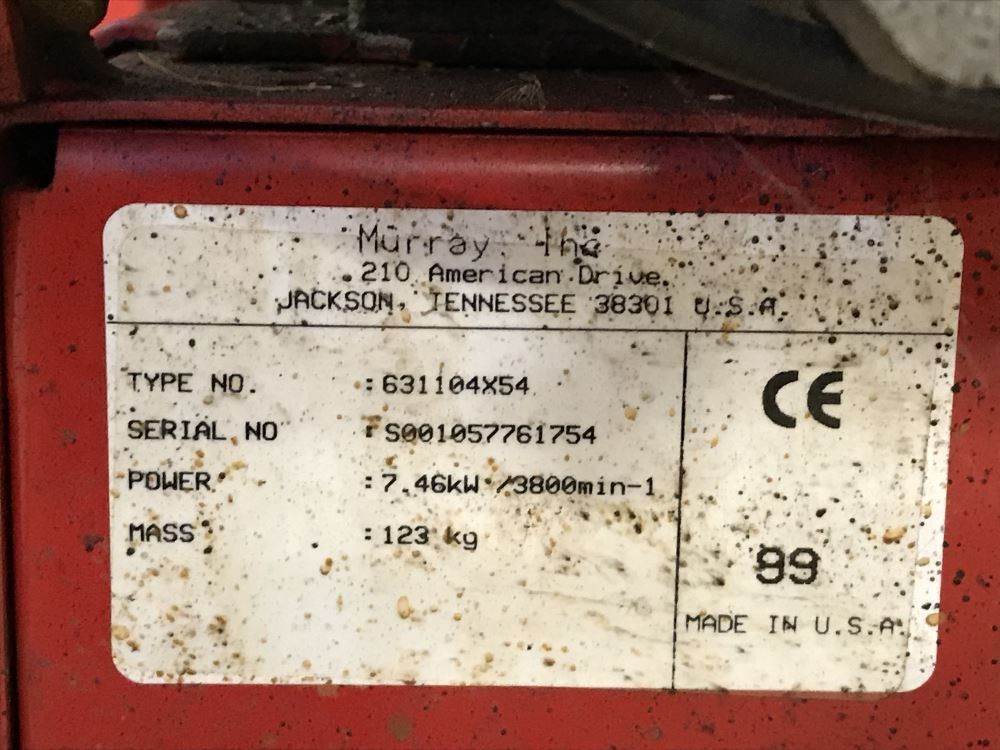 Murray, Inc
210 American Drive.
JACKSON, TENNESSEE 38301 U.S.A.
TYPE NO. : 631104X54
SERIAL NO : S001057761754
POWER : 7.46kW /3800min-1
MASS : 123 kg
CE
99
MADE IN U.S.A.